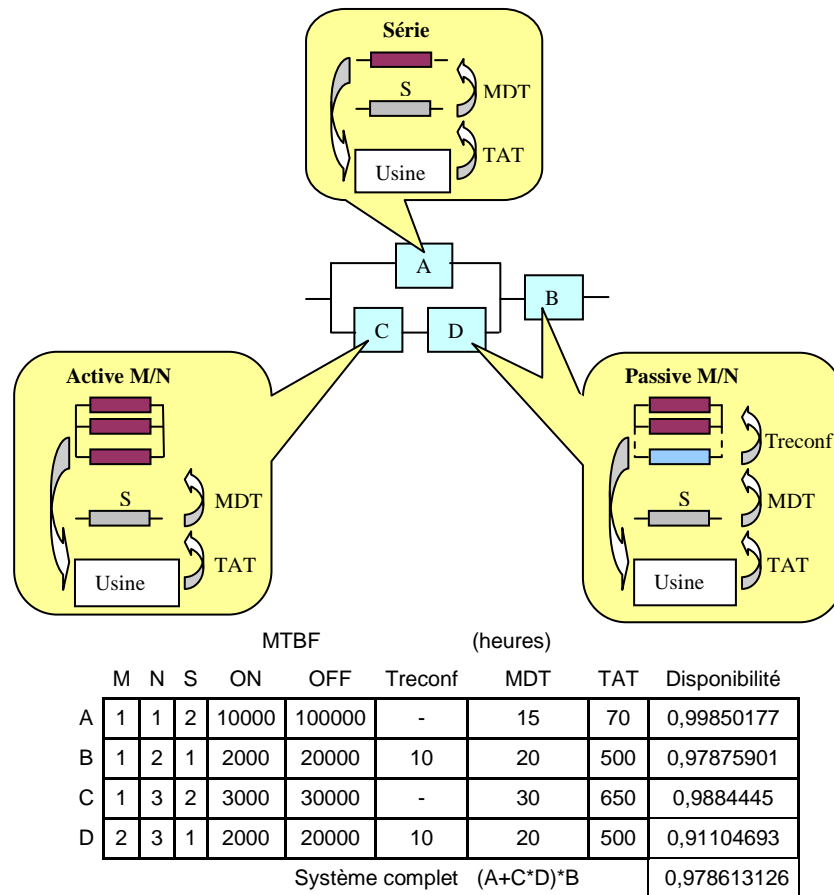 Série
S
MDT
TAT
Usine
A
B
C
D
Active M/N
S
MDT
TAT
Usine
Passive M/N
Treconf
S
MDT
TAT
Usine
MTBF (heures)
M N S ON OFF Treconf MDT TAT Disponibilité
A 1 1 2 10000 100000 - 15 70 0,99850177
B 1 2 1 2000 20000 10 20 500 0,97875901
C 1 3 2 3000 30000 - 30 650 0,9884445
D 2 3 1 2000 20000 10 20 500 0,91104693
Système complet (A+C*D)*B 0,978613126